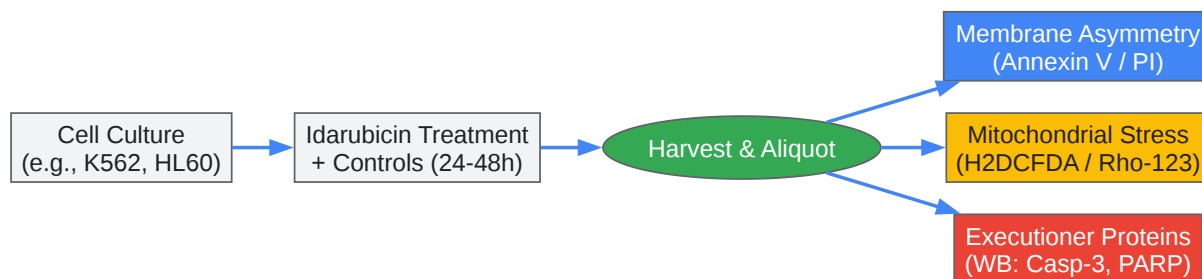 Cell Culture
(e.g., K562, HL60)
Idarubicin Treatment
+ Controls (24-48h)
Harvest & Aliquot
Membrane Asymmetry
(Annexin V / PI)
Mitochondrial Stress
(H2DCFDA / Rho-123)
Executioner Proteins
(WB: Casp-3, PARP)